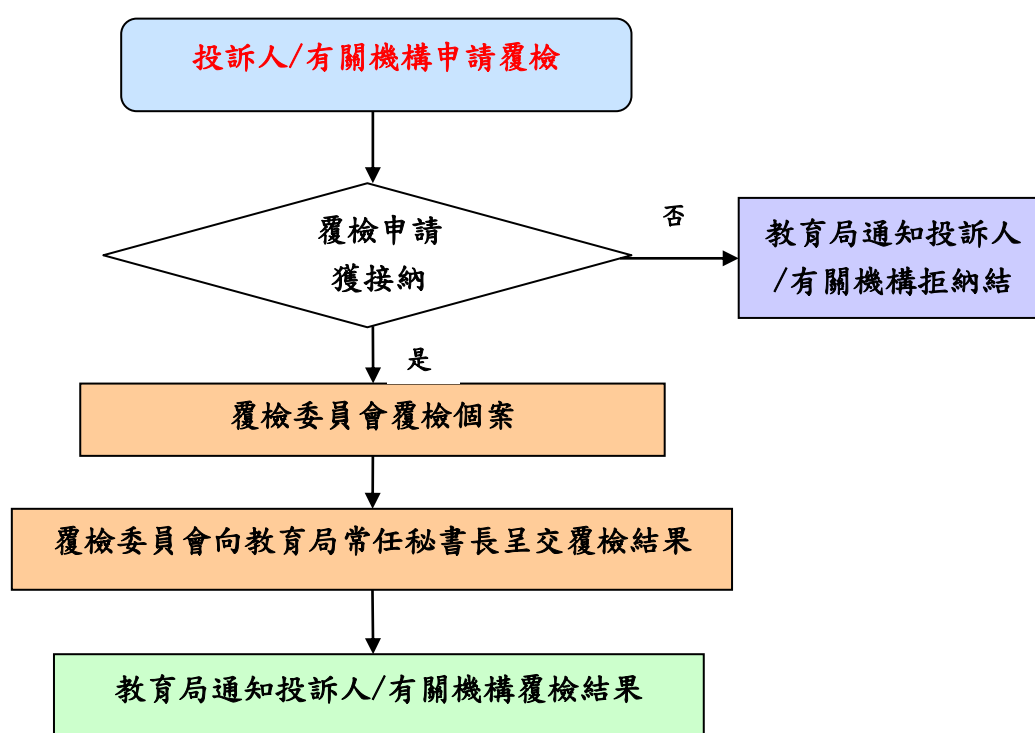 投訴人/有關機構申請覆檢
覆檢申請
獲接納
否
教育局通知投訴人
/有關機構拒納結
是
覆檢委員會覆檢個案
覆檢委員會向教育局常任秘書長呈交覆檢結果
教育局通知投訴人/有關機構覆檢結果